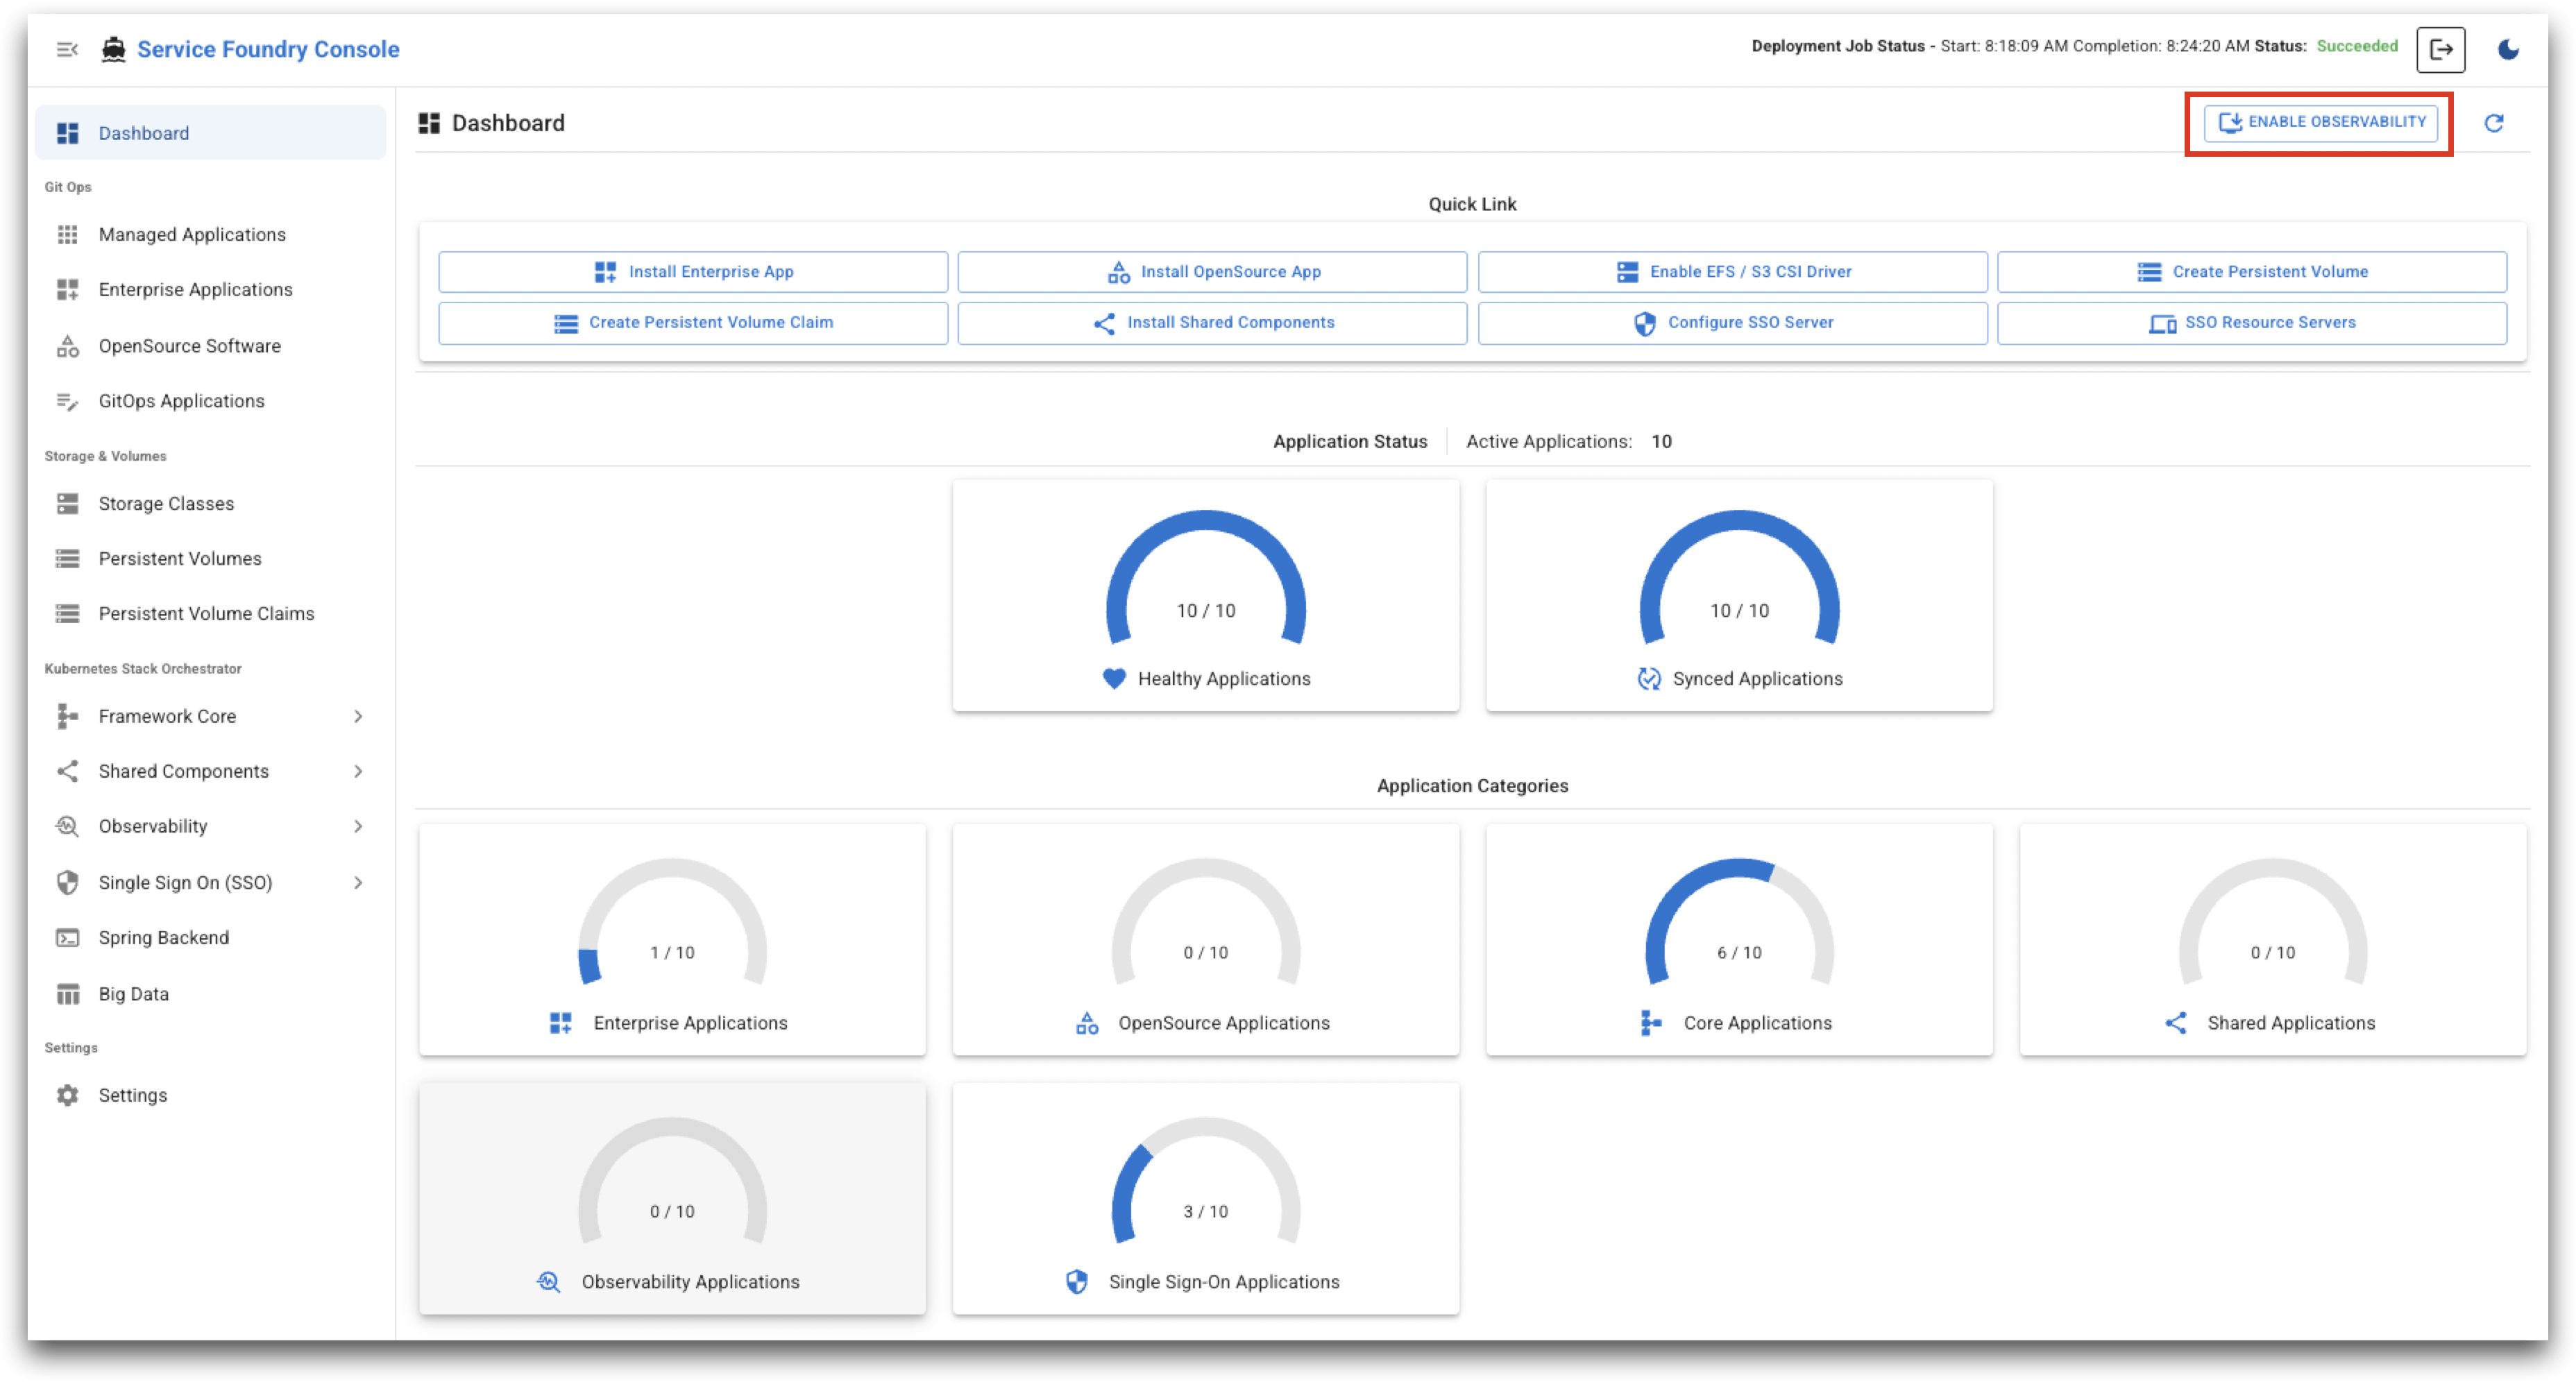 Service Foundry Console
Deployment Job Status - Start: 8:18:09 AM Completion: 8:24:20 AM Status: Succeeded
Dashboard
Git Ops
Managed Applications
Enterprise Applications
OpenSource Software
GitOps Applications
Storage & Volumes
Storage Classes
Persistent Volumes
Persistent Volume Claims
Kubernetes Stack Orchestrator
Framework Core
Shared Components
Observability
Single Sign On (SSO)
Spring Backend
Big Data
Settings
Settings
Dashboard
ENABLE OBSERVABILITY
Quick Link
Install Enterprise App
Install OpenSource App
Enable EFS / S3 CSI Driver
Create Persistent Volume
Create Persistent Volume Claim
Install Shared Components
Configure SSO Server
SSO Resource Servers
Application Status
Active Applications: 10
10 / 10
Healthy Applications
10 / 10
Synced Applications
Application Categories
1 / 10
Enterprise Applications
0 / 10
OpenSource Applications
6 / 10
Core Applications
0 / 10
Shared Applications
0 / 10
Observability Applications
3 / 10
Single Sign-On Applications